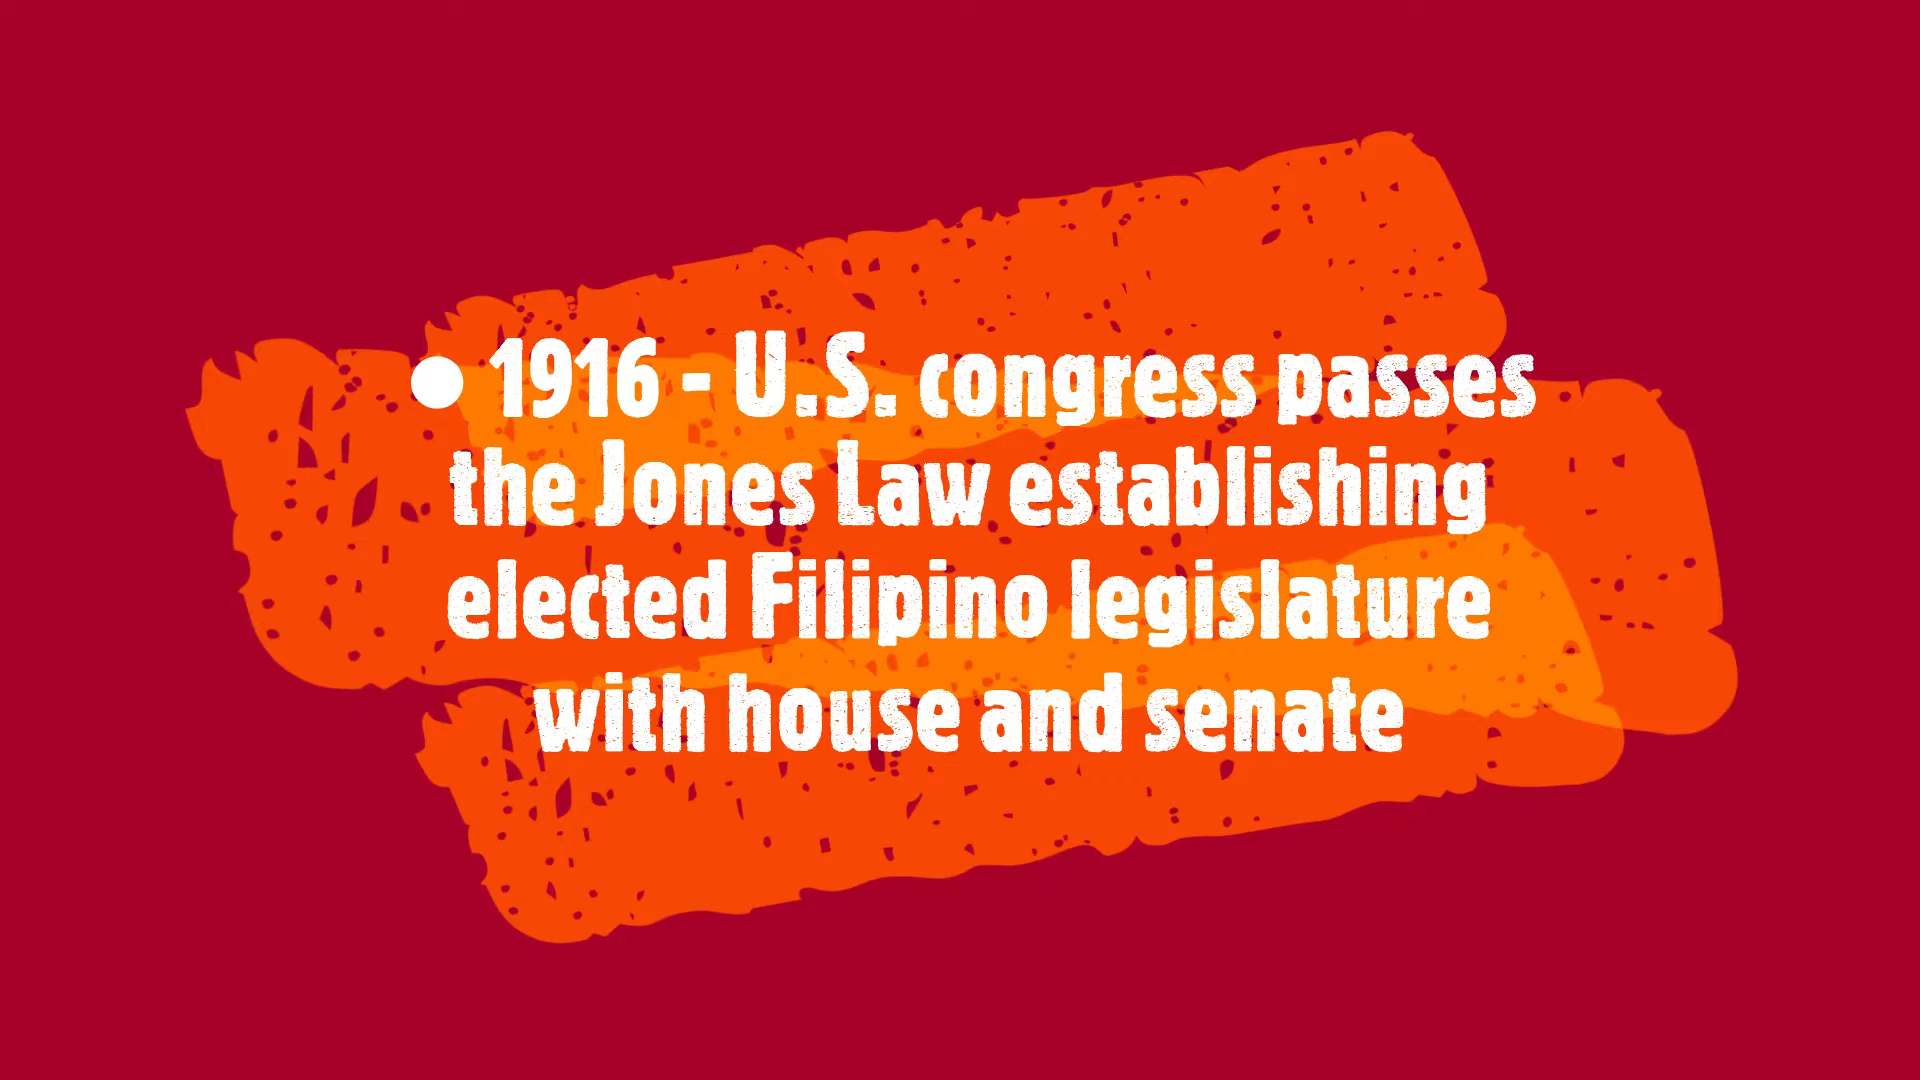 ● 1916 - U.S. congress passes
the Jones Law establishing
elected Filipino legislature
with house and senate